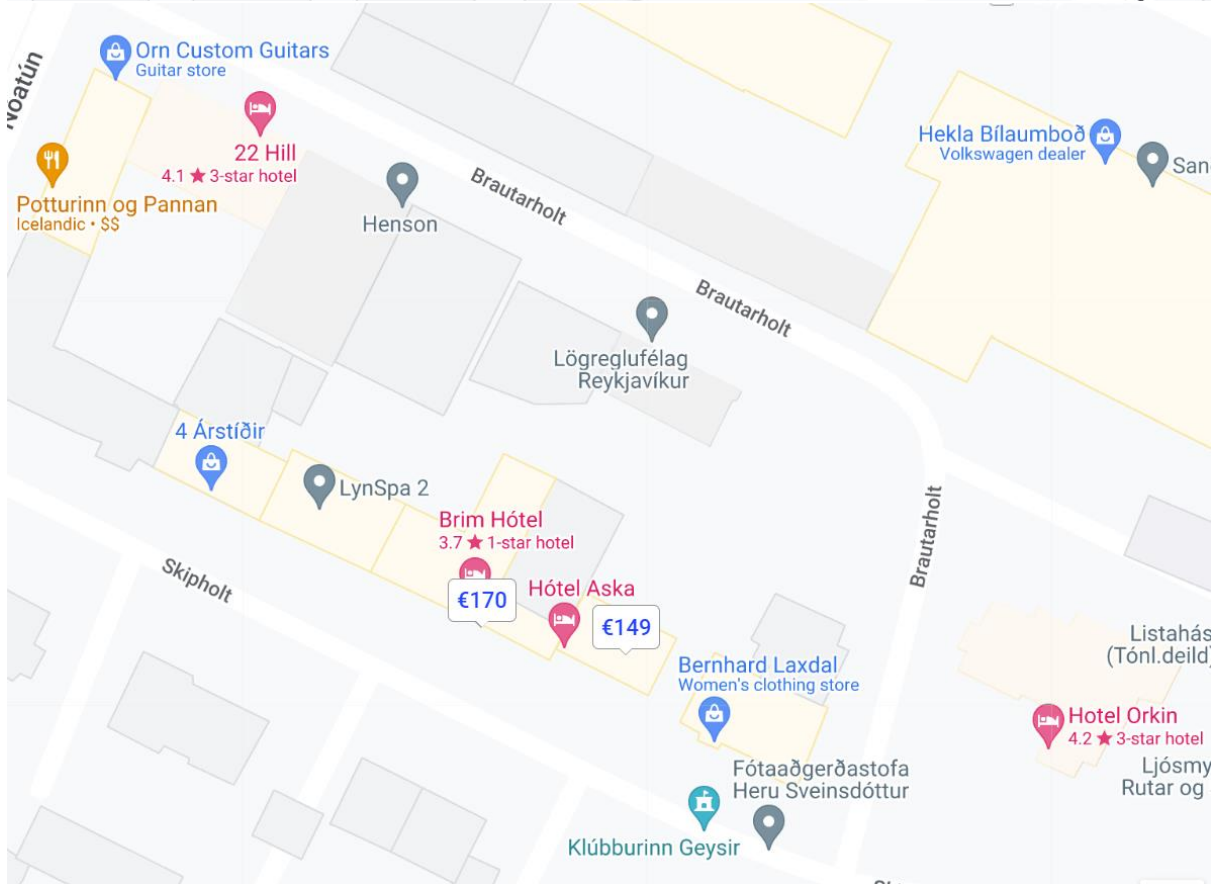 Noatún
Orn Custom Guitars
Guitar store
22 Hill
4.1 ★ 3-star hotel
Potturinn og Pannan
Icelandic • $$
Henson
Brautarholt
Hekla Bílaumboð
Volkswagen dealer
Brautarholt
Lögreglufélag
Reykjavíkur
4 Árstíðir
LynSpa 2
Brim Hótel
3.7 ★ 1-star hotel
Skipholt
€170
Hótel Aska
€149
Brautarholt
Listahás
(Tónl.deild)
Bernhard Laxdal
Women's clothing store
Hotel Orkin
4.2 ★ 3-star hotel
Fótaaðgerðastofa
Heru Sveinsdóttur
Ljósmy
Rutar og
Klúbburinn Geysir